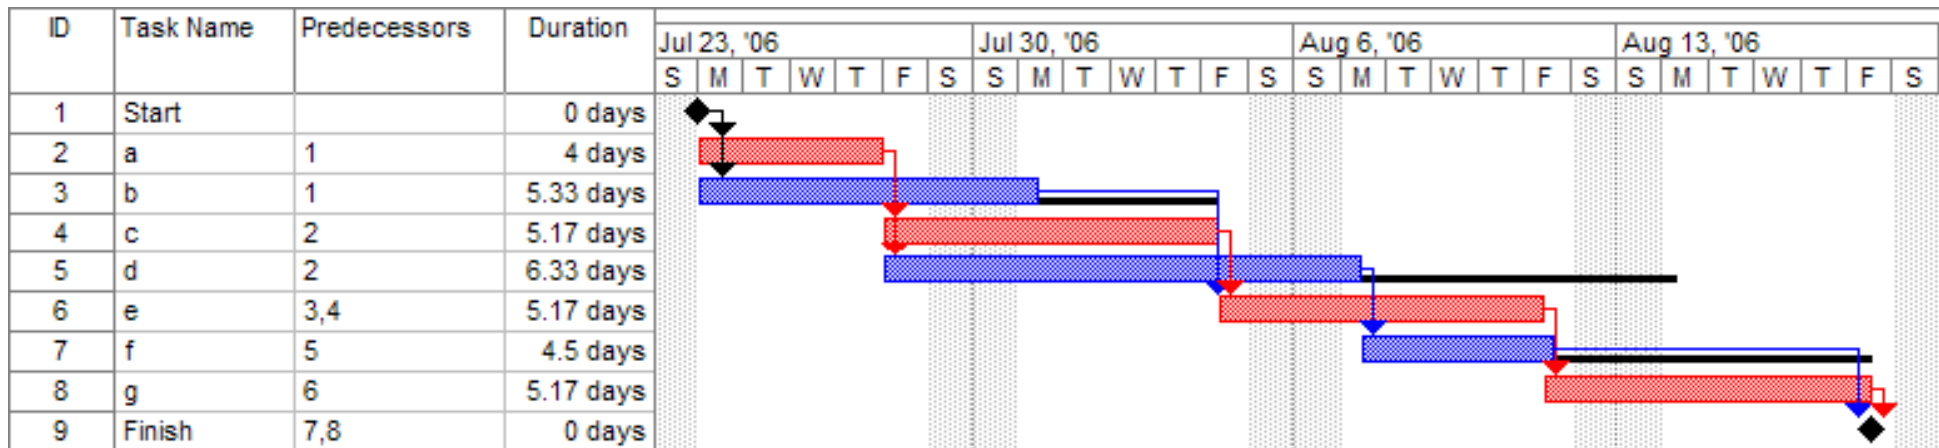 ID Task Name Predecessors Duration
Jul 23, '06 Jul 30, '06 Aug 6, '06 Aug 13, '06
S M T W T F S S M T W T F S S M T W T F S S M T W T F S
1 Start 0 days
2 a 1 4 days
3 b 1 5.33 days
4 c 2 5.17 days
5 d 2 6.33 days
6 e 3,4 5.17 days
7 f 5 4.5 days
8 g 6 5.17 days
9 Finish 7,8 0 days